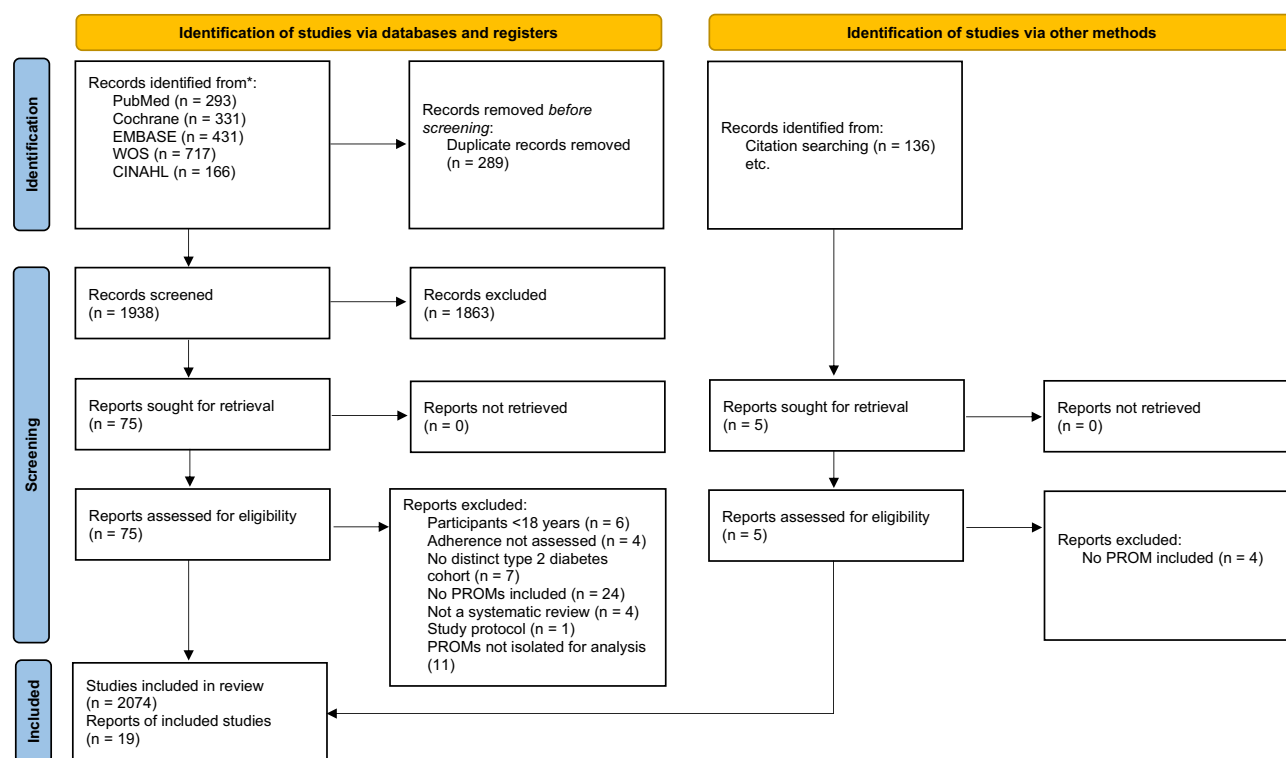 Identification of studies via databases and registers
Identification of studies via other methods
Identification
Records identified from*:
PubMed (n = 293)
Cochrane (n = 331)
EMBASE (n = 431)
WOS (n = 717)
CINAHL (n = 166)
Records removed before
screening:
Duplicate records removed
(n = 289)
Records identified from:
Citation searching (n = 136)
etc.
Screening
Records screened
(n = 1938)
Records excluded
(n = 1863)
Reports sought for retrieval
(n = 75)
Reports not retrieved
(n = 0)
Reports sought for retrieval
(n = 5)
Reports not retrieved
(n = 0)
Reports assessed for eligibility
(n = 75)
Reports excluded:
Participants <18 years (n = 6)
Adherence not assessed (n = 4)
No distinct type 2 diabetes
cohort (n = 7)
No PROMs included (n = 24)
Not a systematic review (n = 4)
Study protocol (n = 1)
PROMs not isolated for analysis
(11)
Reports assessed for eligibility
(n = 5)
Reports excluded:
No PROM included (n = 4)
Included
Studies included in review
(n = 2074)
Reports of included studies
(n = 19)